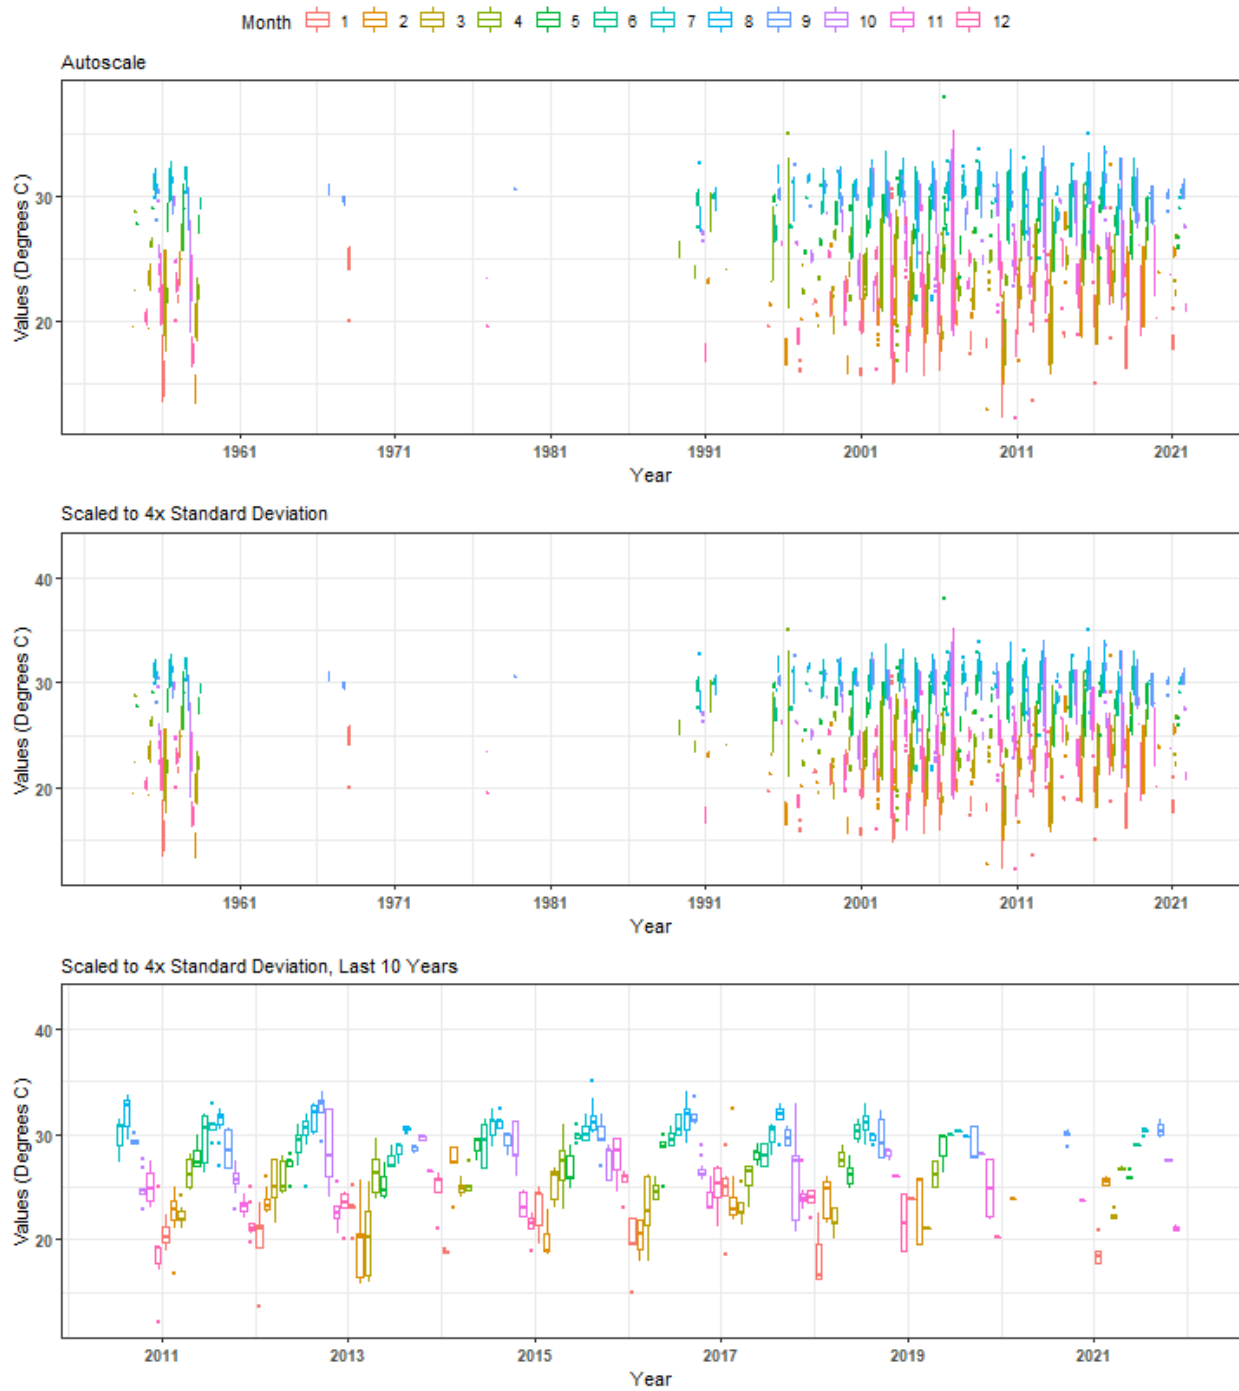 Month 1 2 3 4 5 6 7 8 9 10 11 12
Autoscale
Values (Degrees C)
30
20
1961 1971 1981 1991 2001 2011 2021
Year
Scaled to 4x Standard Deviation
Values (Degrees C)
40
30
20
1961 1971 1981 1991 2001 2011 2021
Year
Scaled to 4x Standard Deviation, Last 10 Years
Values (Degrees C)
40
30
20
2011 2013 2015 2017 2019 2021
Year